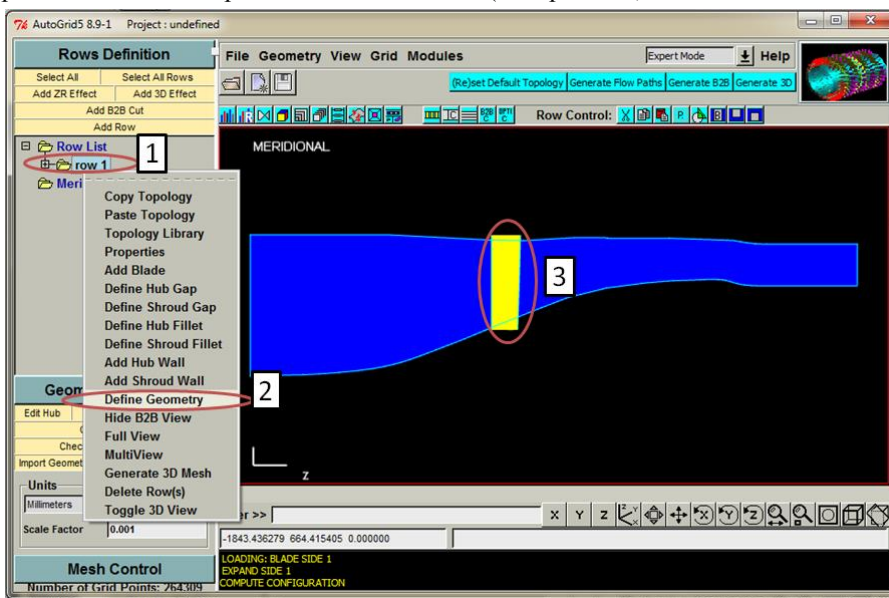 AutoGrid5 8.9-1 Project : undefined
Rows Definition
Select All Select All Rows
Add ZR Effect Add 3D Effect
Add B2B Cut
Add Row
Row List
row 1
Meri
1
Copy Topology
Paste Topology
Topology Library
Properties
Add Blade
Define Hub Gap
Define Shroud Gap
Define Hub Fillet
Define Shroud Fillet
Add Hub Wall
Add Shroud Wall
Define Geometry
Hide B2B View
Full View
MultiView
Generate 3D Mesh
Delete Row(s)
Toggle 3D View
2
Geom
Edit Hub
Chec
Import Geomet
Units
Millimeters
Scale Factor 0.001
Mesh Control
Number of Grid Points: 264309
File Geometry View Grid Modules Expert Mode Help
(Re)set Default Topology Generate Flow Paths Generate B2B Generate 3D
Row Control:
MERIDIONAL
3
Z
er >> X Y Z
-1843.436279 664.415405 0.000000
LOADING: BLADE SIDE 1
EXPAND SIDE 1
COMPUTE CONFIGURATION